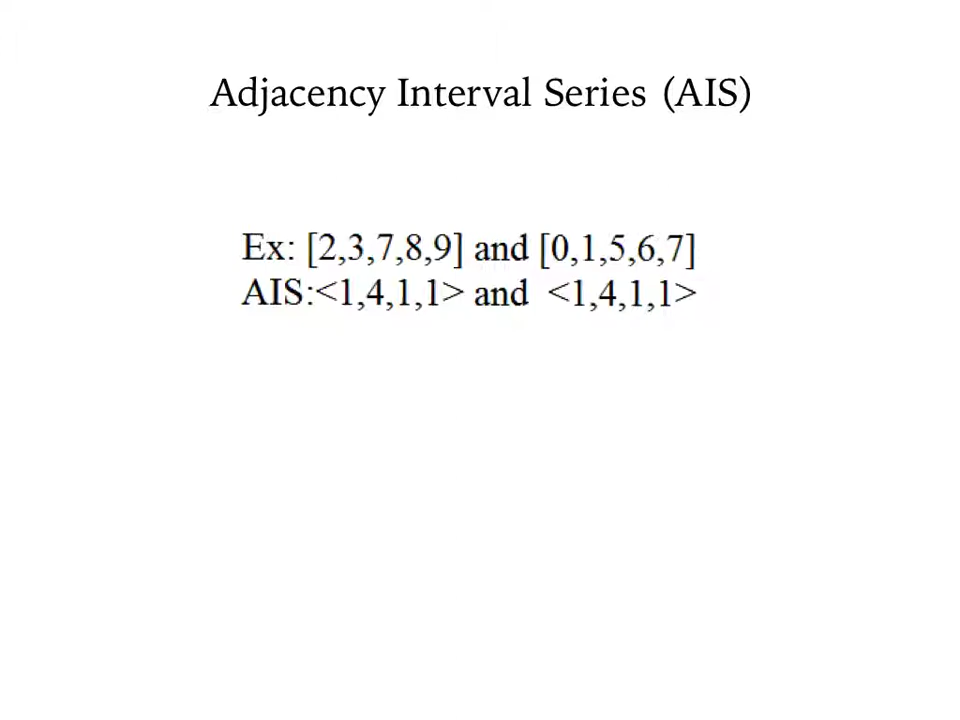 Adjacency Interval Series (AIS)
Ex: [2,3,7,8,9] and [0,1,5,6,7]
AIS:<1,4,1,1> and <1,4,1,1>